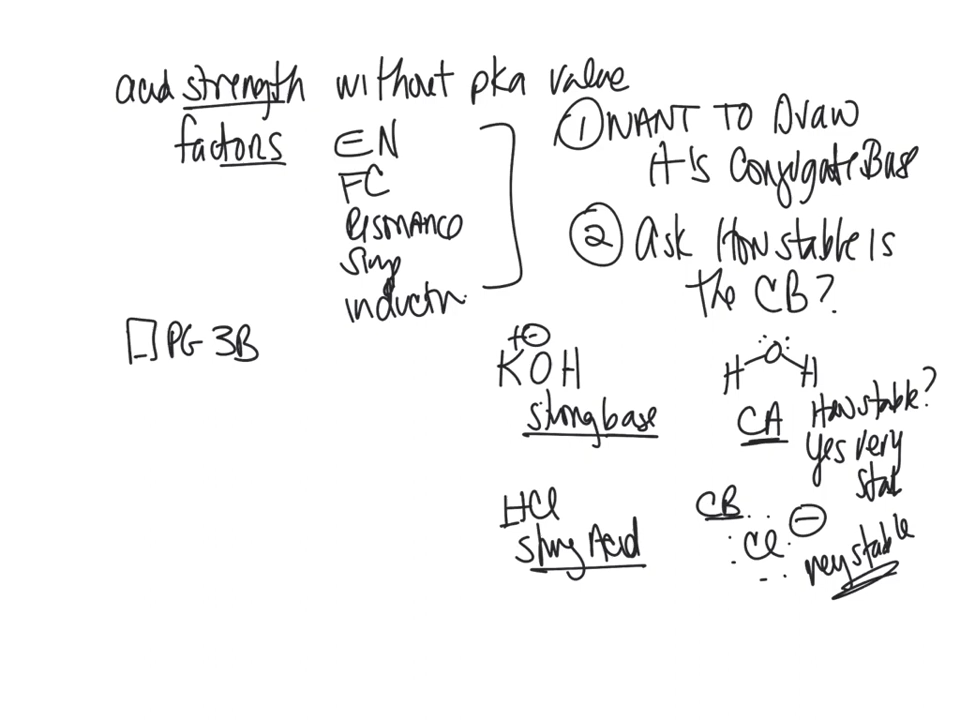 acid strength without pka value
factors
EN
FC
Resonance
Size
inductn.
① WANT TO Draw
it's Conjugate Base
② Ask How stable is
the CB?
PG 3B
+ ⊖
KOH
strong base
H O H
CA
How stable?
Yes very
stabl
HCl
Strong Acid
CB
Cl ⊖
very stable